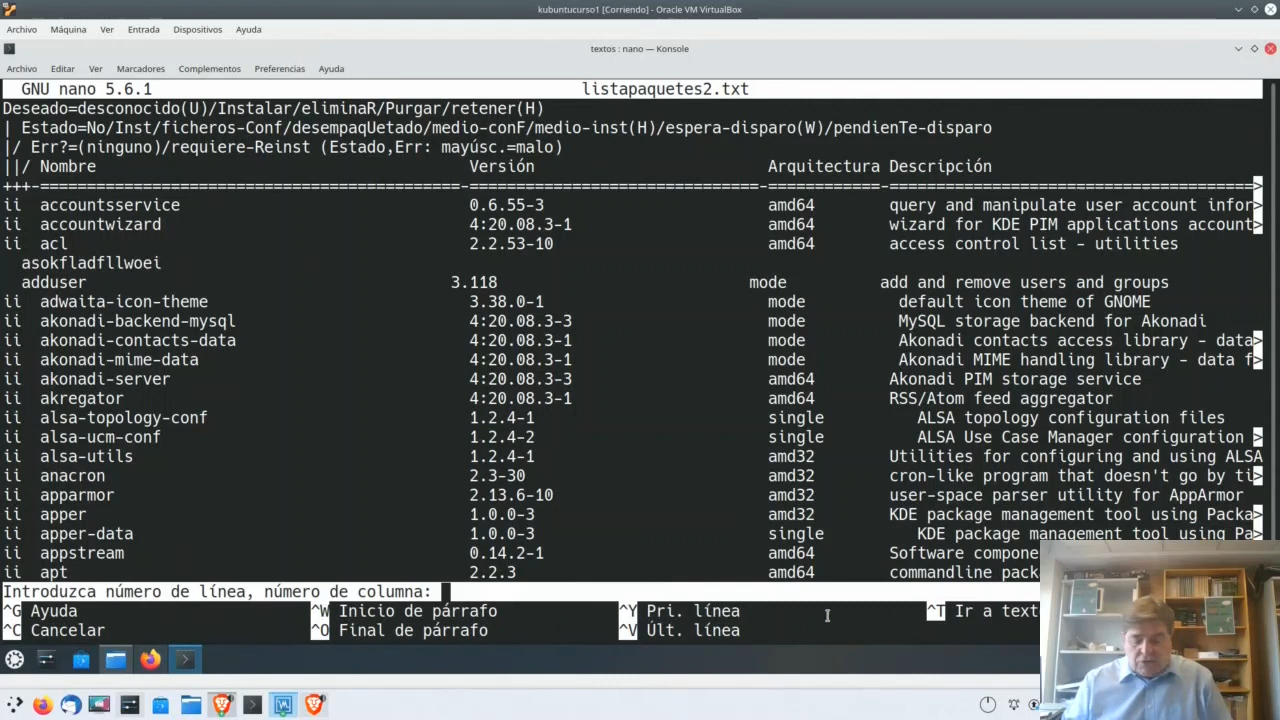 kubuntucurso1 [Corriendo] - Oracle VM VirtualBox
Archivo Máquina Ver Entrada Dispositivos Ayuda
textos : nano — Konsole
Archivo Editar Ver Marcadores Complementos Preferencias Ayuda
GNU nano 5.6.1 listapaquetes2.txt
Deseado=desconocido(U)/Instalar/eliminaR/Purgar/retener(H)
| Estado=No/Inst/ficheros-Conf/desempaqUetado/medio-conF/medio-inst(H)/espera-disparo(W)/pendienTe-disparo
|/ Err?=(ninguno)/requiere-Reinst (Estado,Err: mayúsc.=malo)
||/ Nombre Versión Arquitectura Descripción
+++-=============================================-===============================-============-=======================================>
ii accountsservice 0.6.55-3 amd64 query and manipulate user account infor>
ii accountwizard 4:20.08.3-1 amd64 wizard for KDE PIM applications account>
ii acl 2.2.53-10 amd64 access control list - utilities
asokfladfllwoei
adduser 3.118 mode add and remove users and groups
ii adwaita-icon-theme 3.38.0-1 mode default icon theme of GNOME
ii akonadi-backend-mysql 4:20.08.3-3 mode MySQL storage backend for Akonadi
ii akonadi-contacts-data 4:20.08.3-1 mode Akonadi contacts access library - data>
ii akonadi-mime-data 4:20.08.3-1 mode Akonadi MIME handling library - data f>
ii akonadi-server 4:20.08.3-3 amd64 Akonadi PIM storage service
ii akregator 4:20.08.3-1 amd64 RSS/Atom feed aggregator
ii alsa-topology-conf 1.2.4-1 single ALSA topology configuration files
ii alsa-ucm-conf 1.2.4-2 single ALSA Use Case Manager configuration >
ii alsa-utils 1.2.4-1 amd32 Utilities for configuring and using ALSA
ii anacron 2.3-30 amd32 cron-like program that doesn't go by ti>
ii apparmor 2.13.6-10 amd32 user-space parser utility for AppArmor
ii apper 1.0.0-3 amd32 KDE package management tool using Packa>
ii apper-data 1.0.0-3 single KDE package management tool using Pa>
ii appstream 0.14.2-1 amd64 Software compone
ii apt 2.2.3 amd64 commandline pack
Introduzca número de línea, número de columna:
^G Ayuda ^W Inicio de párrafo ^Y Pri. línea ^T Ir a text
^C Cancelar ^O Final de párrafo ^V Últ. línea